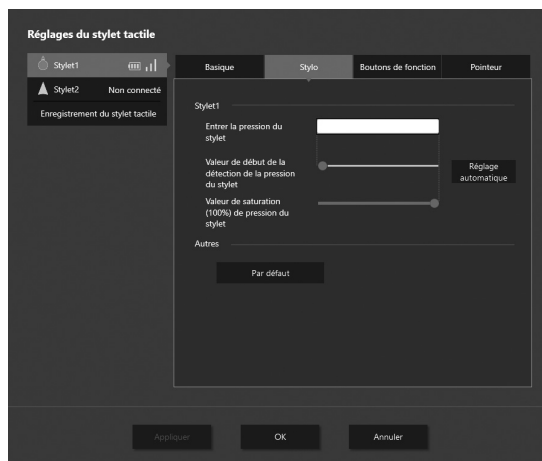 Réglages du stylet tactile
Stylet1
Stylet2 Non connecté
Enregistrement du stylet tactile
Basique Stylo Boutons de fonction Pointeur
Stylet1
Entrer la pression du
stylet
Valeur de début de la
détection de la pression
du stylet
Réglage
automatique
Valeur de saturation
(100%) de pression du
stylet
Autres
Par défaut
Appliquer OK Annuler